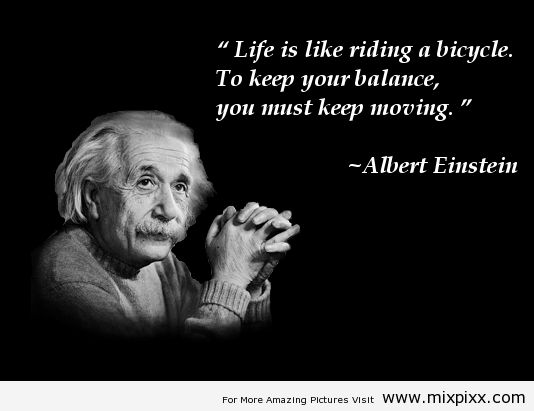 “ Life is like riding a bicycle.
To keep your balance,
you must keep moving. ”
~Albert Einstein
For More Amazing Pictures Visit www.mixpixx.com